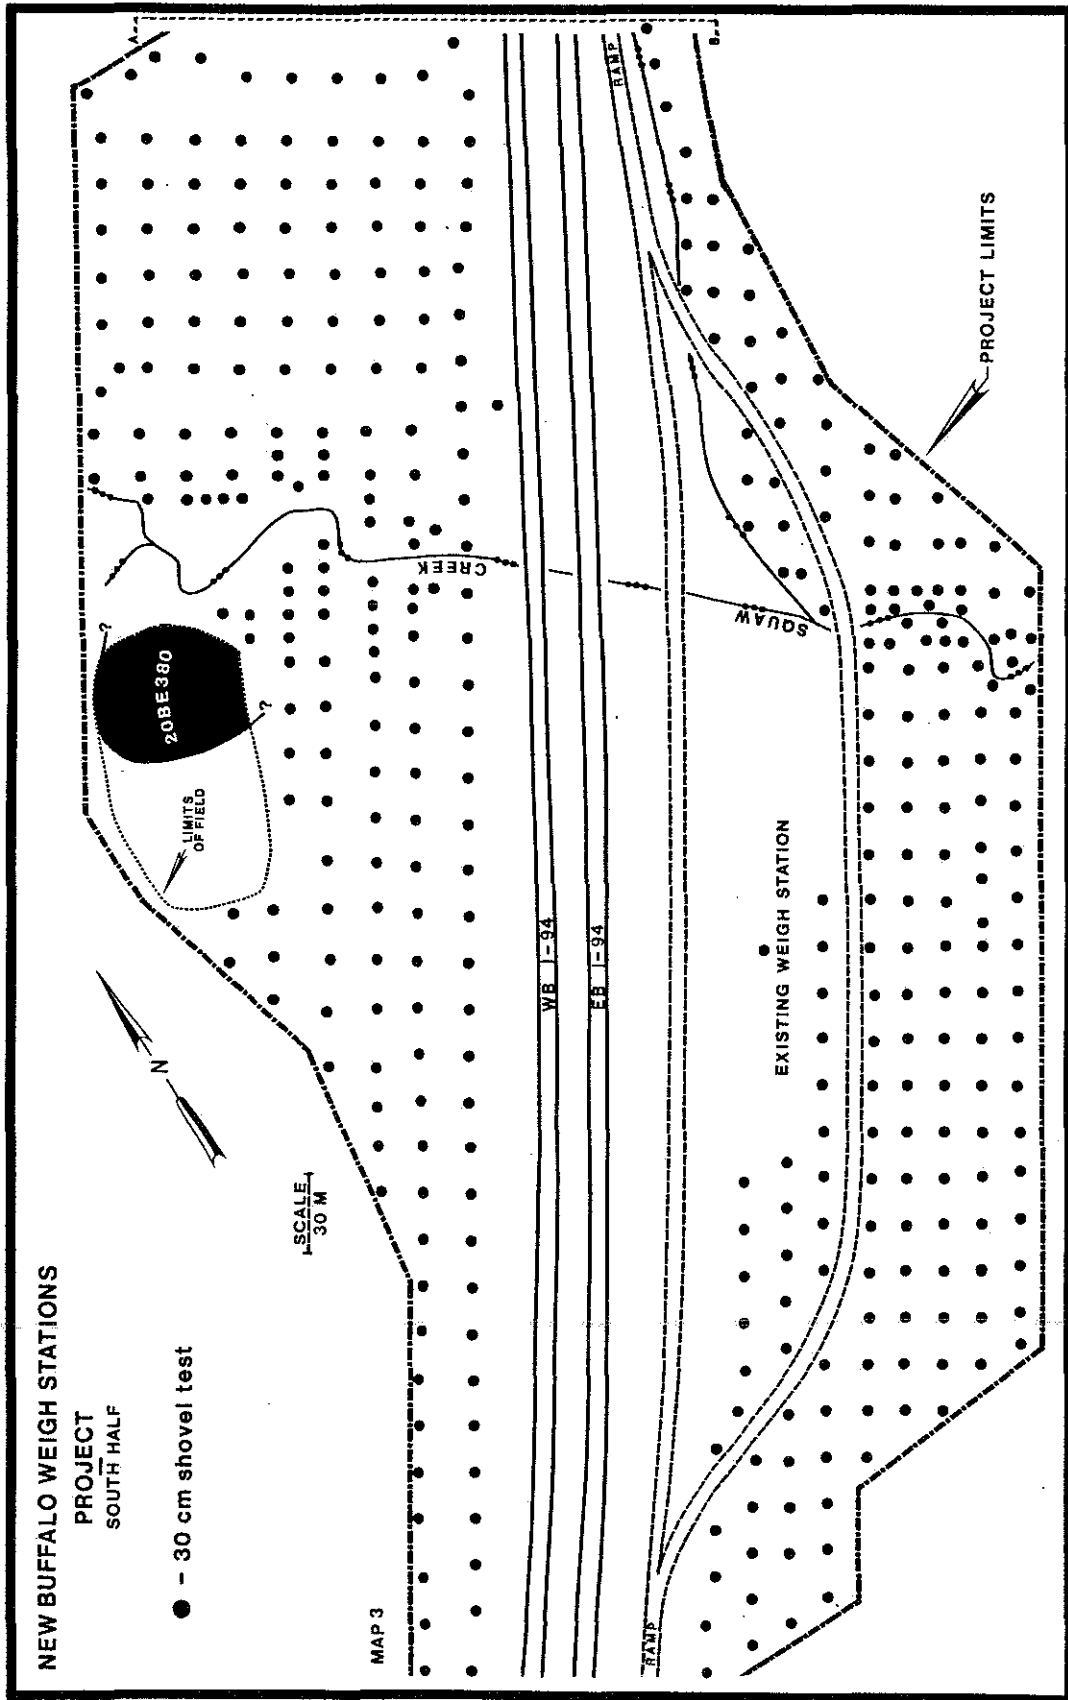 NEW BUFFALO WEIGH STATIONS
PROJECT
SOUTH HALF
● - 30 cm shovel test
MAP 3
SCALE
30 M
N
LIMITS
OF FIELD
20BE380
?
?
A
B
CREEK
SQUAW
WB I-94
EB I-94
RAMP
RAMP
EXISTING WEIGH STATION
PROJECT LIMITS